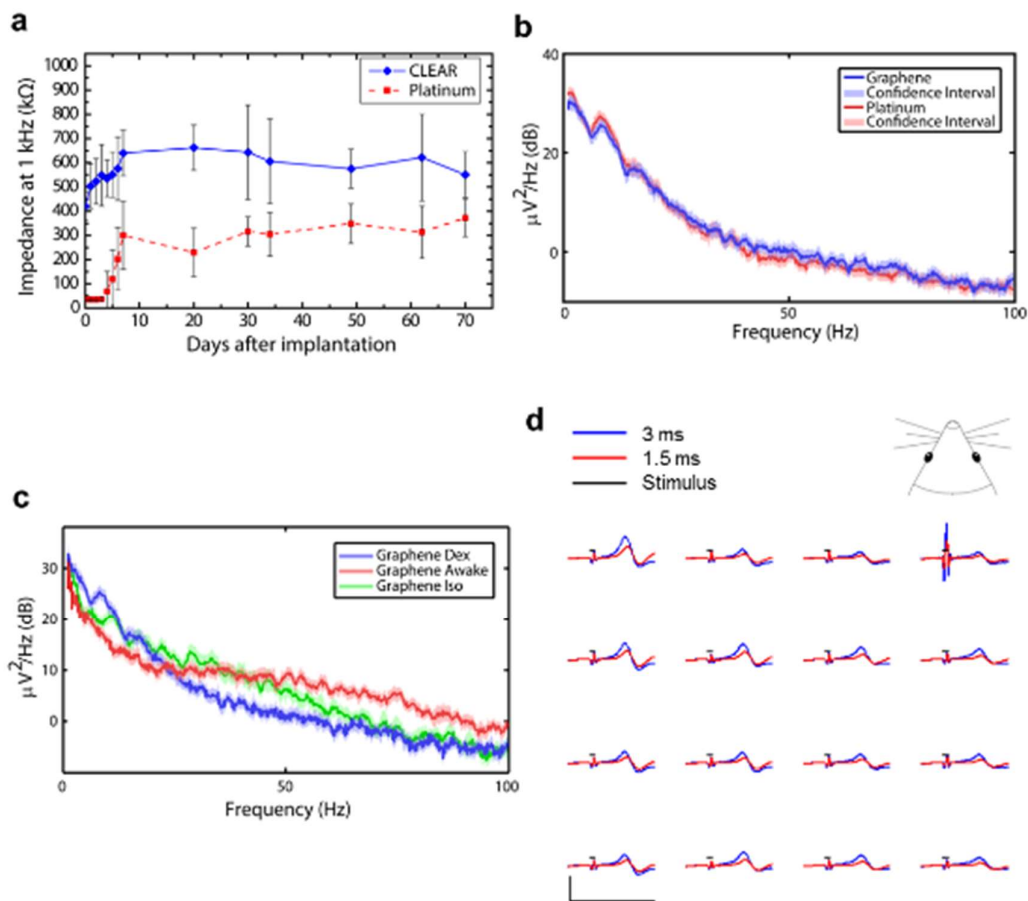 a
1000
900
800
700
600
500
400
300
200
100
0
0 10 20 30 40 50 60 70
Impedance at 1 kHz (kΩ)
Days after implantation
CLEAR
Platinum
b
40
20
0
0 50 100
μV²/Hz (dB)
Frequency (Hz)
Graphene
Confidence Interval
Platinum
Confidence Interval
c
30
20
10
0
0 50 100
μV²/Hz (dB)
Frequency (Hz)
Graphene Dex
Graphene Awake
Graphene Iso
d
3 ms
1.5 ms
Stimulus